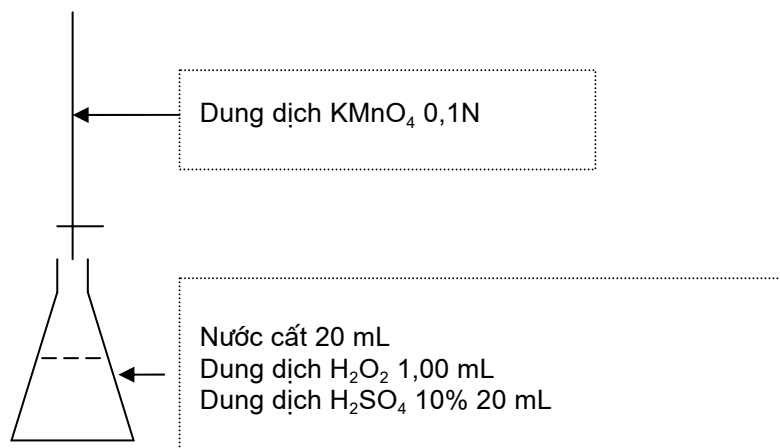 Dung dịch KMnO₄ 0,1N
Nước cất 20 mL
Dung dịch H₂O₂ 1,00 mL
Dung dịch H₂SO₄ 10% 20 mL